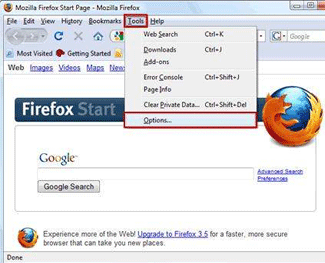 Mozilla Firefox Start Page - Mozilla Firefox
File Edit View History Bookmarks Tools Help
Web Search Ctrl+K
Downloads Ctrl+J
Add-ons
Error Console Ctrl+Shift+J
Page Info
Clear Private Data... Ctrl+Shift+Del
Options...
Google
Most Visited Getting Started
Web Images Videos
Firefox Start
Google
Google Search
Advanced Search
Preferences
Experience more of the Web! Upgrade to Firefox 3.5 for a faster, more secure
browser that can take you new places.
Done